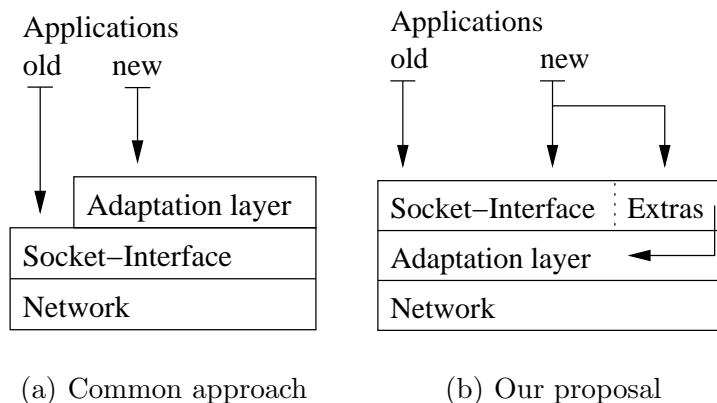 Applications
old new
Adaptation layer
Socket–Interface
Network
(a) Common approach
Applications
old new
Socket–Interface Extras
Adaptation layer
Network
(b) Our proposal